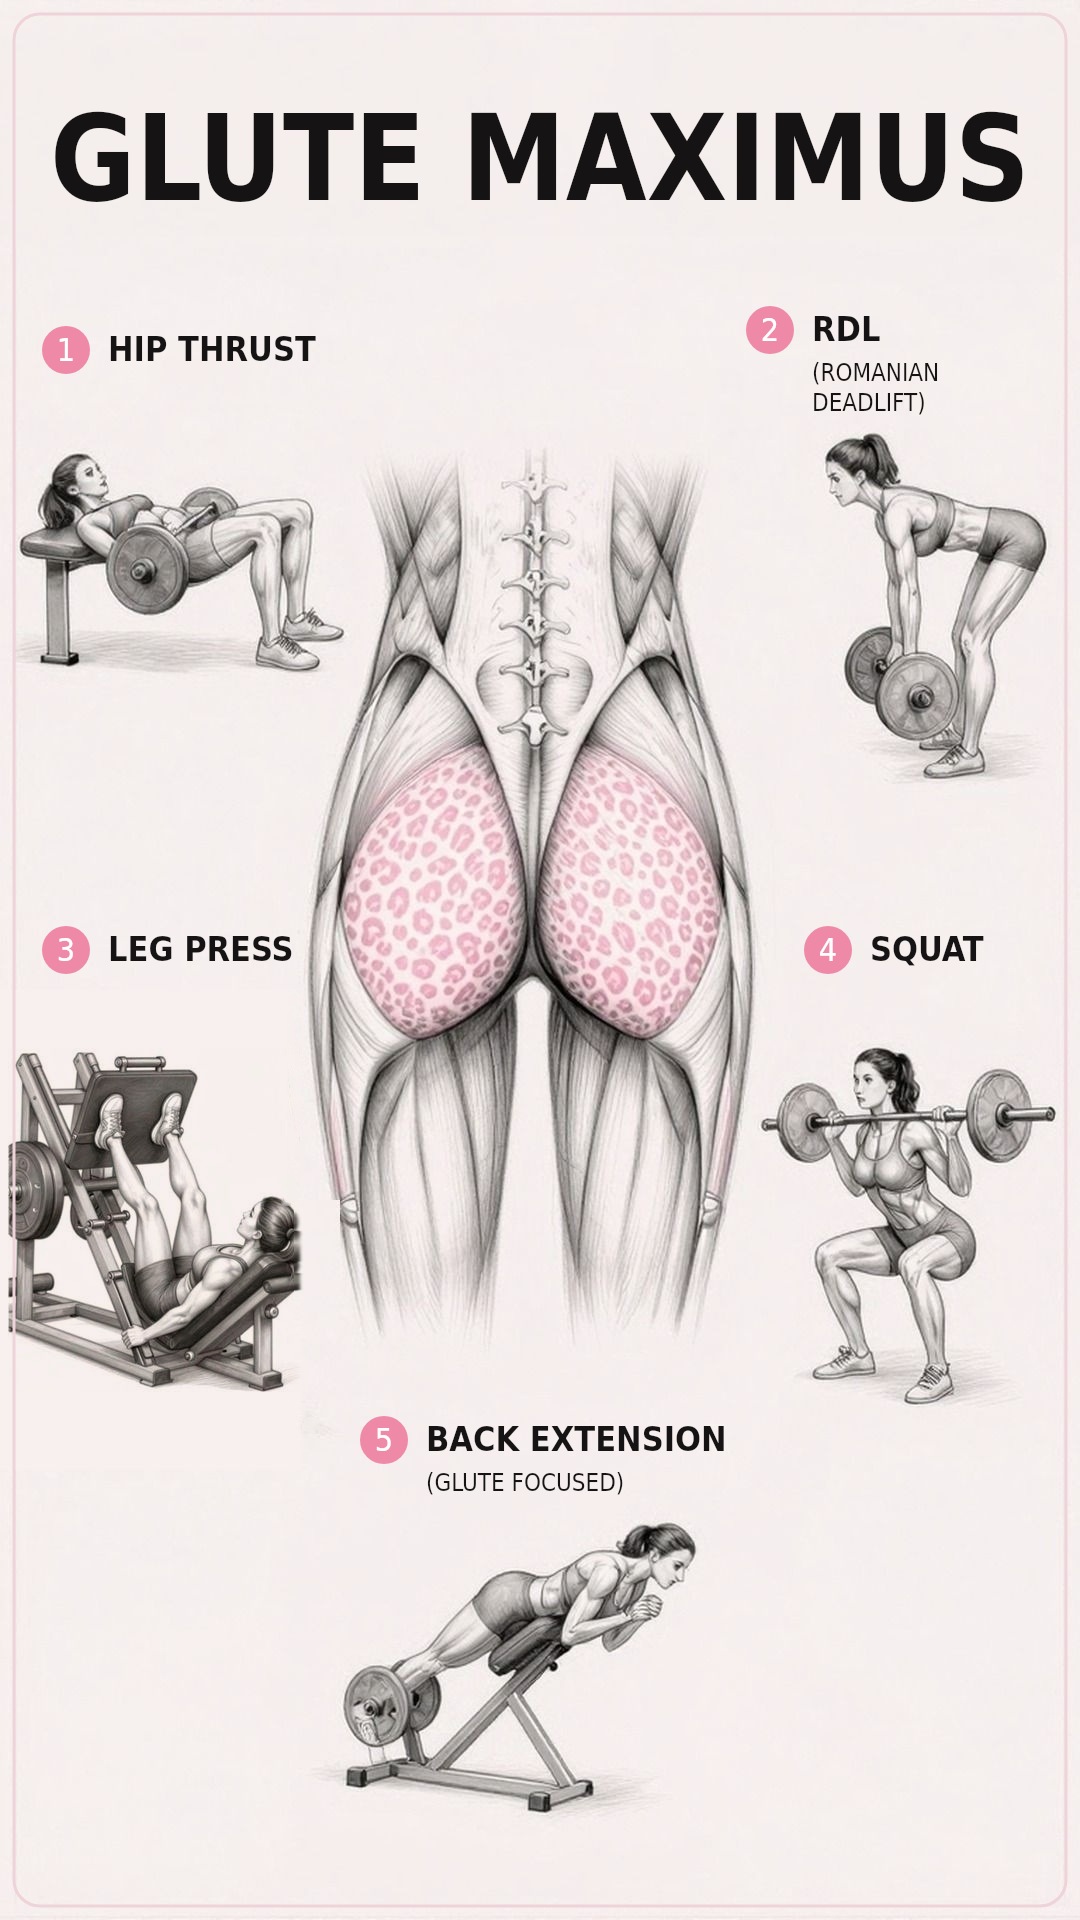 GLUTE MAXIMUS
1 HIP THRUST
2 RDL
(ROMANIAN
DEADLIFT)
3 LEG PRESS
4 SQUAT
5 BACK EXTENSION
(GLUTE FOCUSED)